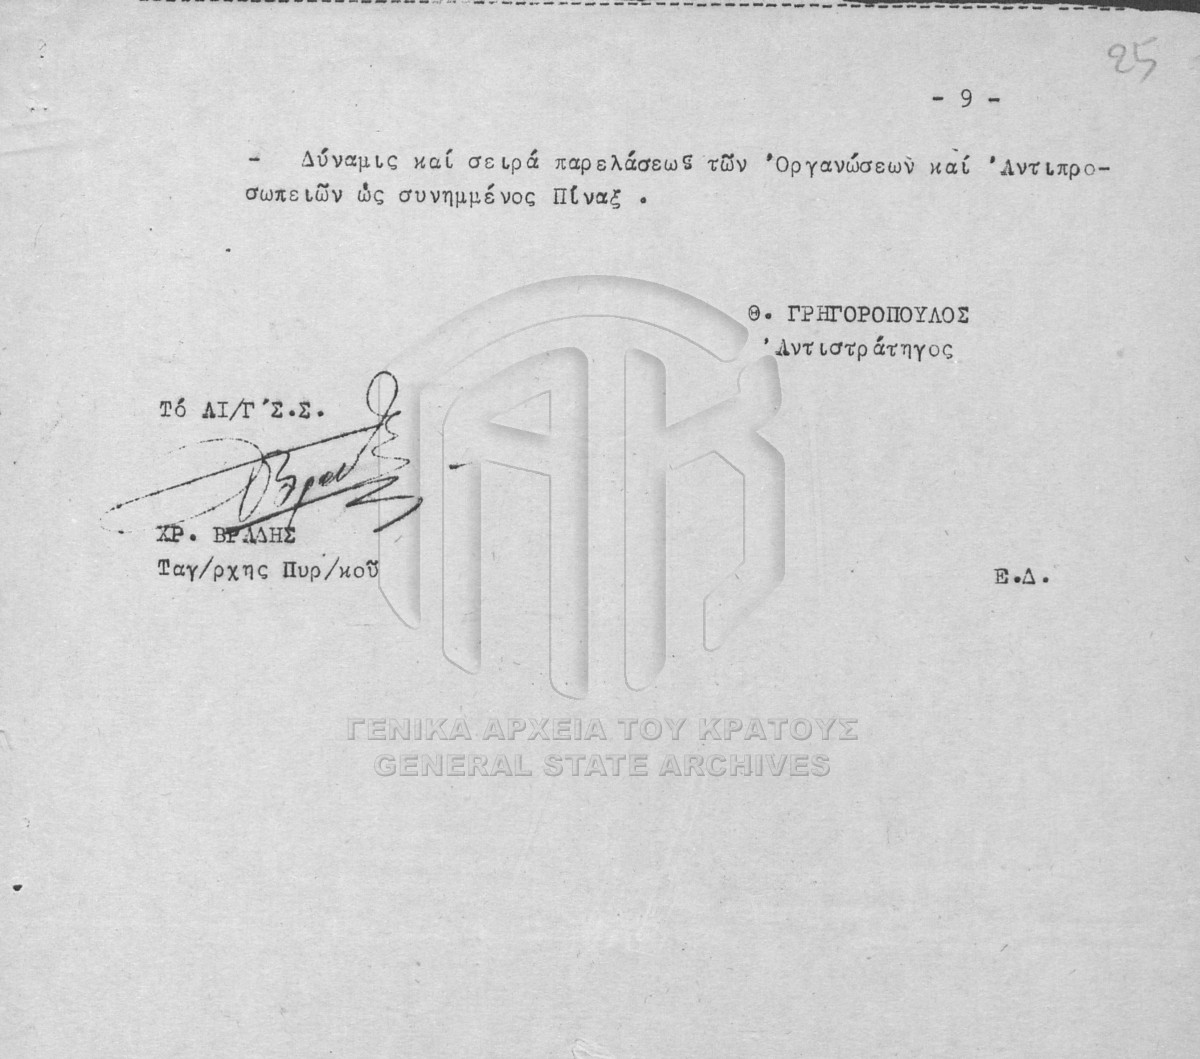 25
- 9 -
- Δύναμις καί σειρά παρελάσεως τῶν Ὀργανώσεων καί Ἀντιπρο-
σωπειῶν ὡς συνημμένος Πίναξ .
Θ. ΓΡΗΓΟΡΟΠΟΥΛΟΣ
Ἀντιστράτηγος
Τό ΛΙ/Γ´Σ.Σ.
ΧΡ. ΒΡΑΔΗΣ
Ταγ/ρχης Πυρ/κοῦ
Ε.Δ.
ΓΕΝΙΚΑ ΑΡΧΕΙΑ ΤΟΥ ΚΡΑΤΟΥΣ
GENERAL STATE ARCHIVES